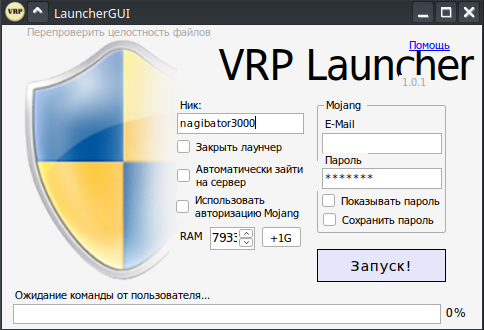 VRP
LauncherGUI
Перепроверить целостность файлов
Помощь
VRP Launcher
1.0.1
Ник:
nagibator3000
Закрыть лаунчер
Автоматически зайти
на сервер
Использовать
авторизацию Mojang
RAM
7933
+1G
Mojang
E-Mail
Пароль
*******
Показывать пароль
Сохранить пароль
Запуск!
Ожидание команды от пользователя...
0%